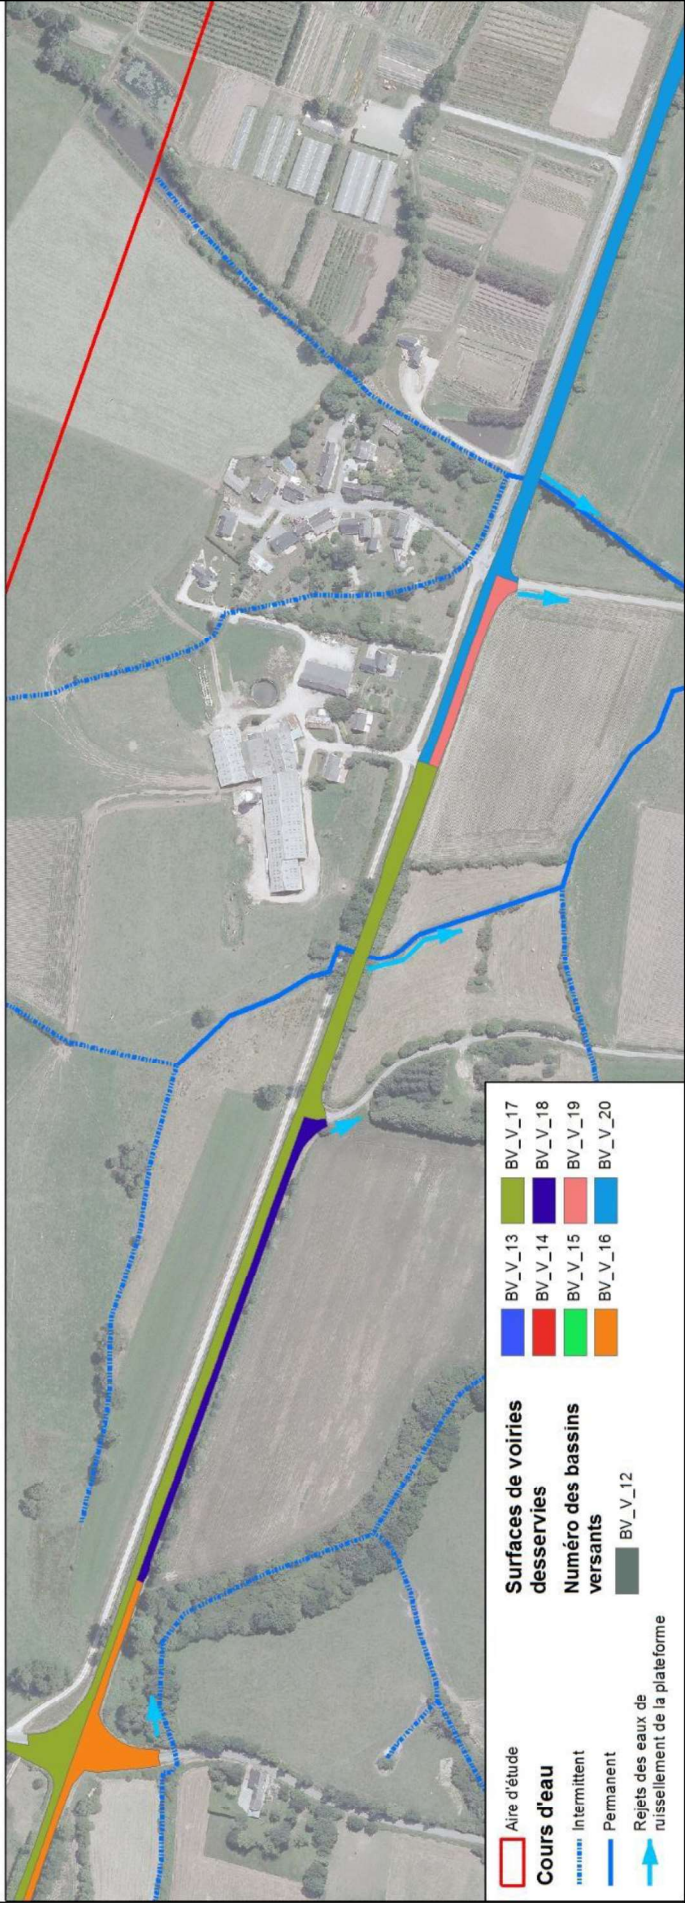 Aire d'étude
Cours d'eau
Intermittent
Permanent
Rejets des eaux de
ruissellement de la plateforme
Surfaces de voiries
desservies
Numéro des bassins
versants
BV_V_12
BV_V_13
BV_V_14
BV_V_15
BV_V_16
BV_V_17
BV_V_18
BV_V_19
BV_V_20